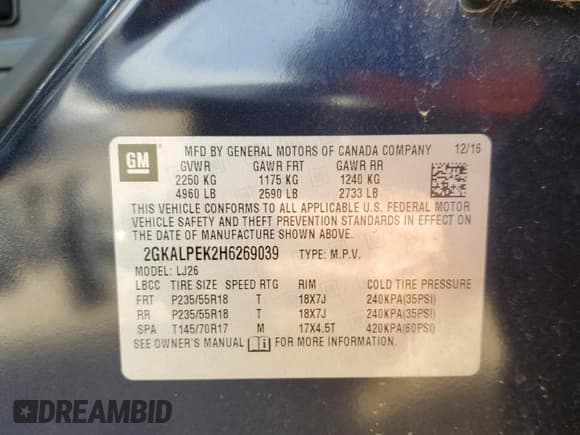 GM
MFD BY GENERAL MOTORS OF CANADA COMPANY 12/16
GVWR GAWR FRT GAWR RR
2250 KG 1175 KG 1240 KG
4960 LB 2590 LB 2733 LB
THIS VEHICLE CONFORMS TO ALL APPLICABLE U.S. FEDERAL MOTOR
VEHICLE SAFETY AND THEFT PREVENTION STANDARDS IN EFFECT ON
THE DATE OF MANUFACTURE SHOWN ABOVE.
2GKALPEK2H6269039 TYPE: M.P.V.
MODEL: LJ26
LBCC TIRE SIZE SPEED RTG RIM COLD TIRE PRESSURE
FRT P235/55R18 T 18X7J 240KPA(35PSI)
RR P235/55R18 T 18X7J 240KPA(35PSI)
SPA T145/70R17 M 17X4.5T 420KPA(60PSI)
SEE OWNER'S MANUAL i FOR MORE INFORMATION.
DREAMBID